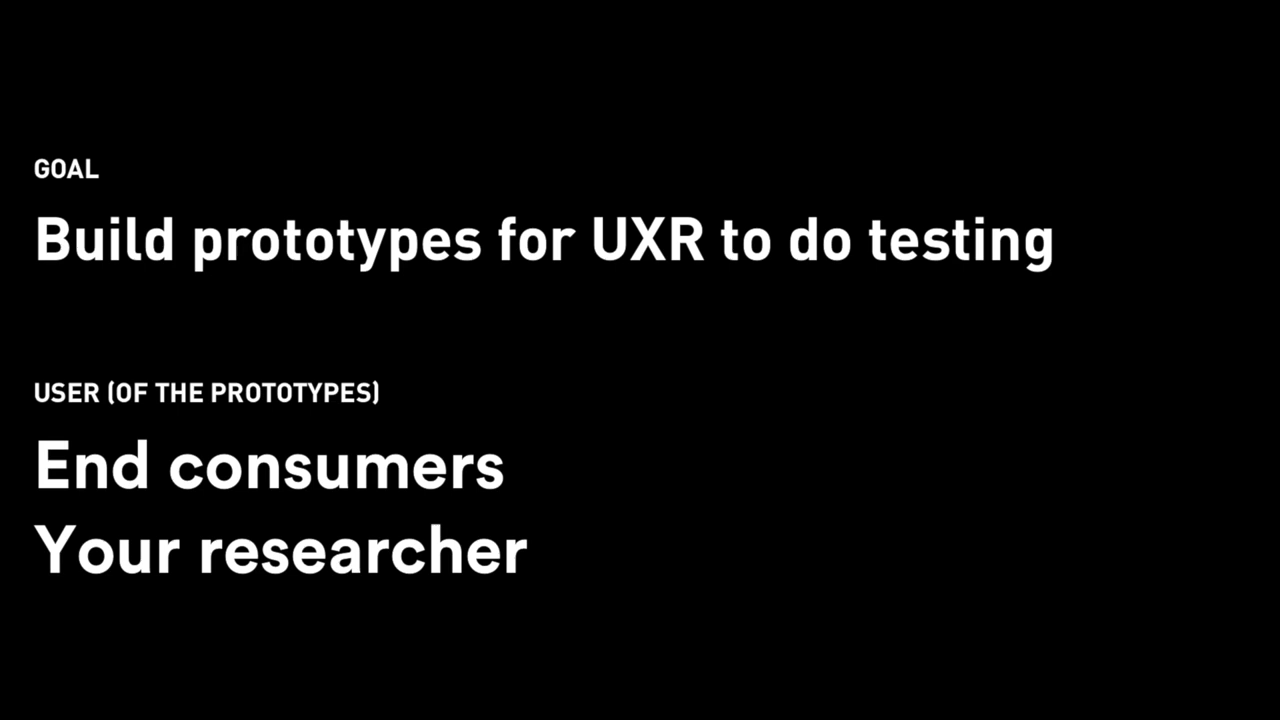 GOAL
Build prototypes for UXR to do testing
USER (OF THE PROTOTYPES)
End consumers
Your researcher